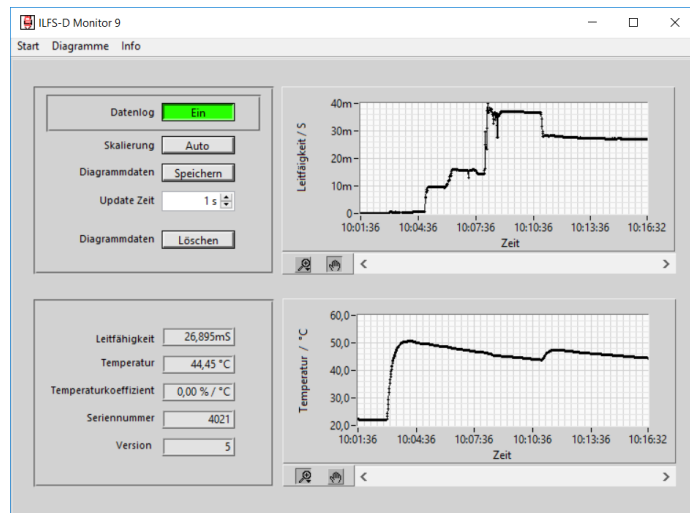 ILFS-D Monitor 9
Start Diagramme Info
Datenlog Ein
Skalierung Auto
Diagrammdaten Speichern
Update Zeit 1 s
Diagrammdaten Löschen
Leitfäigkeit / S
40m
30m
20m
10m
0
10:01:36 10:04:36 10:07:36 10:10:36 10:13:36 10:16:32
Zeit
Leitfähigkeit 26,895mS
Temperatur 44,45 °C
Temperaturkoeffizient 0,00 % / °C
Seriennummer 4021
Version 5
Temperatur / °C
60,0
50,0
40,0
30,0
20,0
10:01:36 10:04:36 10:07:36 10:10:36 10:13:36 10:16:32
Zeit